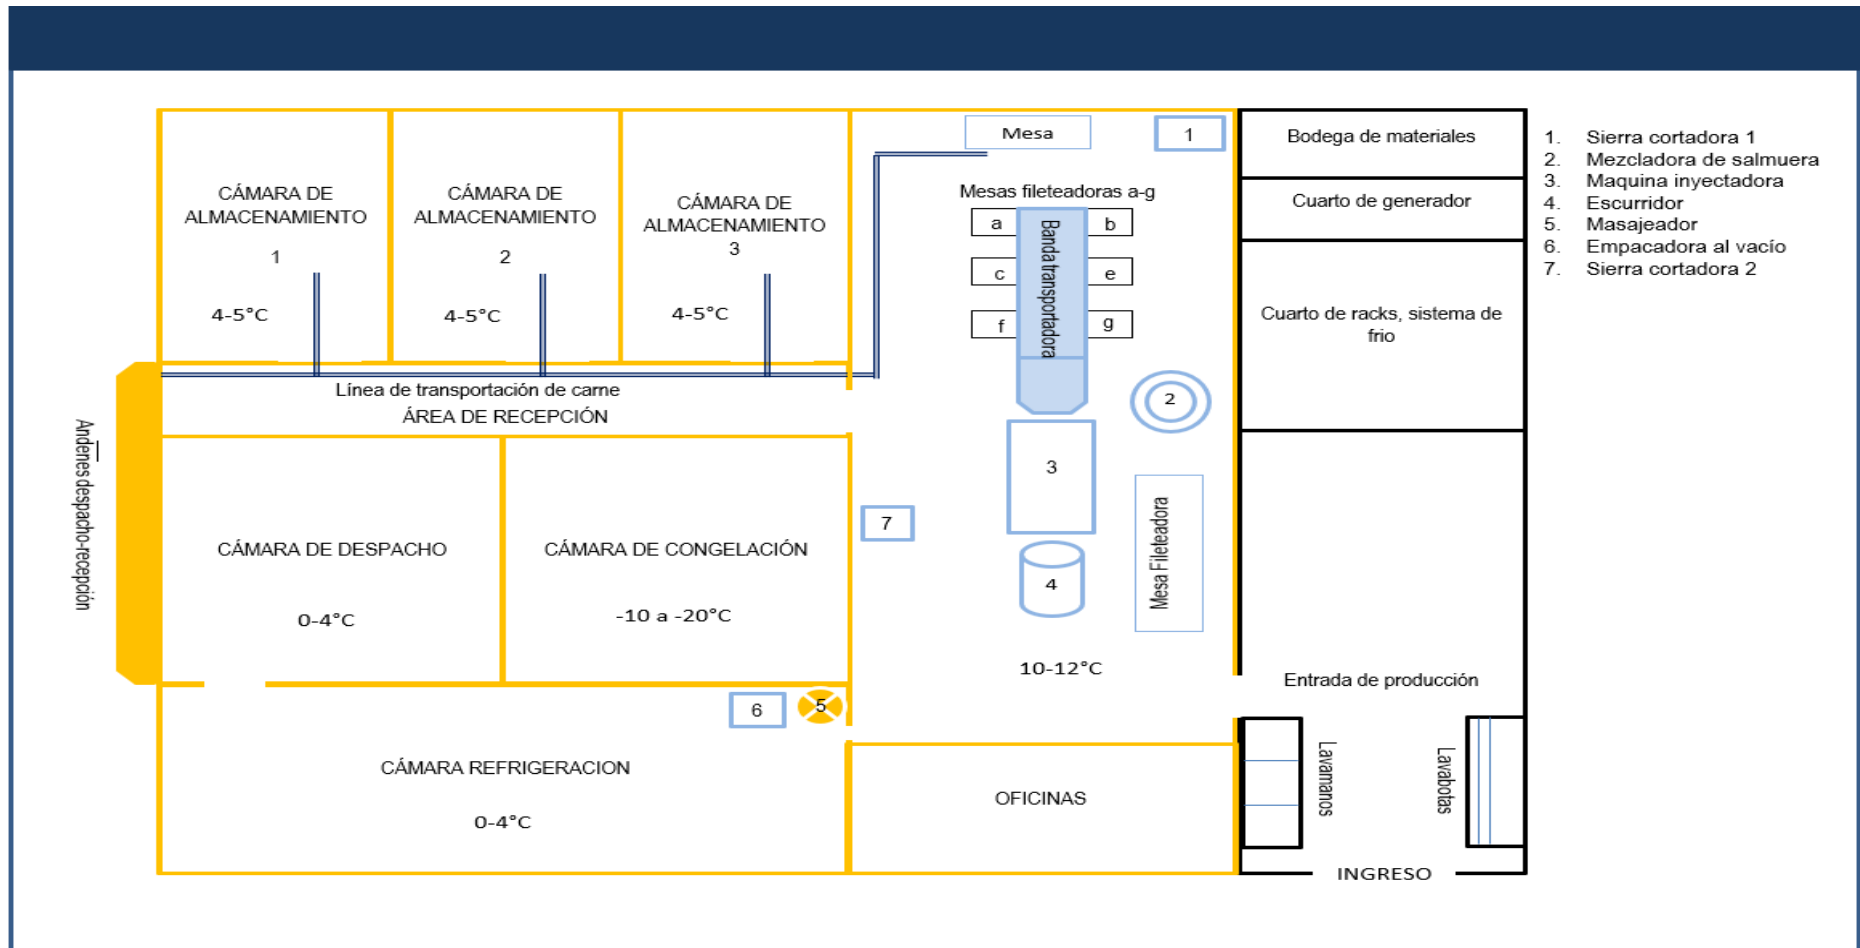 CÁMARA DE
ALMACENAMIENTO
1
4-5°C
CÁMARA DE
ALMACENAMIENTO
2
4-5°C
CÁMARA DE
ALMACENAMIENTO
3
4-5°C
Mesa
1
Mesas fileteadoras a-g
a
b
c
e
f
g
Banda transportadora
2
3
4
Mesa Fileteadora
7
10-12°C
Línea de transportación de carne
ÁREA DE RECEPCIÓN
Andenes despacho-recepción
CÁMARA DE DESPACHO
0-4°C
CÁMARA DE CONGELACIÓN
-10 a -20°C
6
5
CÁMARA REFRIGERACION
0-4°C
OFICINAS
Bodega de materiales
Cuarto de generador
Cuarto de racks, sistema de
frio
Entrada de producción
Lavamanos
Lavabotas
INGRESO
1. Sierra cortadora 1
2. Mezcladora de salmuera
3. Maquina inyectadora
4. Escurridor
5. Masajeador
6. Empacadora al vacío
7. Sierra cortadora 2